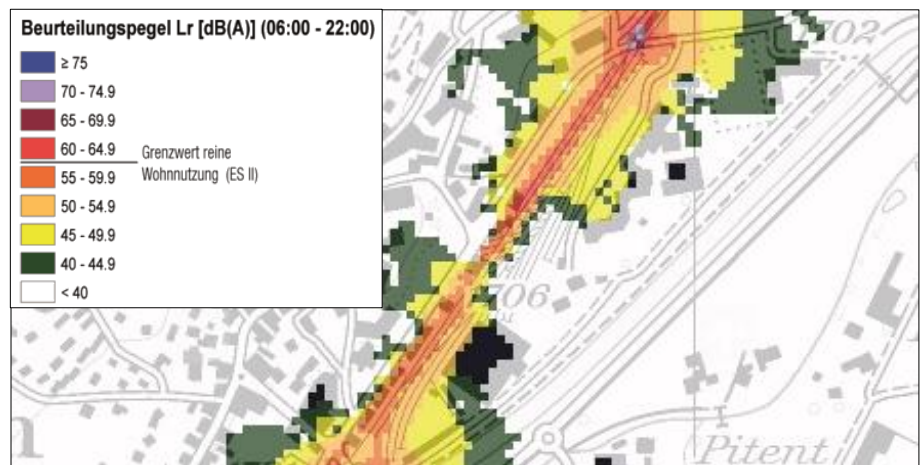 Beurteilungspegel Lr [dB(A)] (06:00 - 22:00)
≥ 75
70 - 74.9
65 - 69.9
60 - 64.9
Grenzwert reine
Wohnnutzung (ES II)
55 - 59.9
50 - 54.9
45 - 49.9
40 - 44.9
< 40
1702
706
Pitent